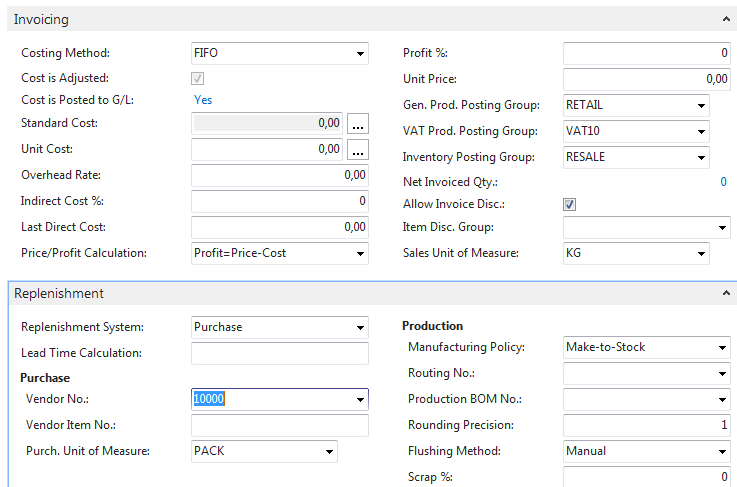 Invoicing
Costing Method: FIFO
Cost is Adjusted:
Cost is Posted to G/L: Yes
Standard Cost: 0,00 ...
Unit Cost: 0,00 ...
Overhead Rate: 0,00
Indirect Cost %: 0
Last Direct Cost: 0,00
Price/Profit Calculation: Profit=Price-Cost
Profit %: 0
Unit Price: 0,00
Gen. Prod. Posting Group: RETAIL
VAT Prod. Posting Group: VAT10
Inventory Posting Group: RESALE
Net Invoiced Qty.: 0
Allow Invoice Disc.:
Item Disc. Group:
Sales Unit of Measure: KG
Replenishment
Replenishment System: Purchase
Lead Time Calculation:
Purchase
Vendor No.: 10000
Vendor Item No.:
Purch. Unit of Measure: PACK
Production
Manufacturing Policy: Make-to-Stock
Routing No.:
Production BOM No.:
Rounding Precision: 1
Flushing Method: Manual
Scrap %: 0